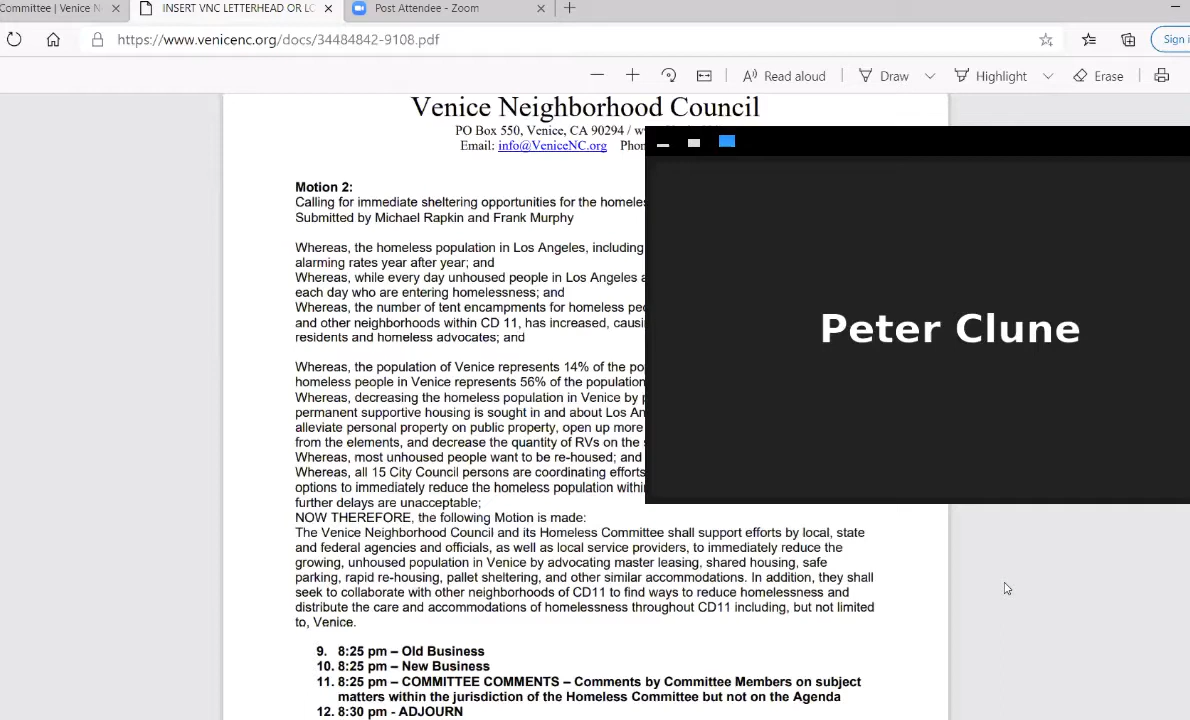 Committee | Venice N
INSERT VNC LETTERHEAD OR LO
Post Attendee - Zoom
https://www.venicenc.org/docs/34484842-9108.pdf
Sign i
Read aloud
Draw
Highlight
Erase
Venice Neighborhood Council
PO Box 550, Venice, CA 90294 /
Email: info@VeniceNC.org Phon
Motion 2:
Calling for immediate sheltering opportunities for the homeles
Submitted by Michael Rapkin and Frank Murphy
Whereas, the homeless population in Los Angeles, including
alarming rates year after year; and
Whereas, while every day unhoused people in Los Angeles a
each day who are entering homelessness; and
Whereas, the number of tent encampments for homeless peo
and other neighborhoods within CD 11, has increased, causi
residents and homeless advocates; and
Whereas, the population of Venice represents 14% of the po
homeless people in Venice represents 56% of the population
Whereas, decreasing the homeless population in Venice by p
permanent supportive housing is sought in and about Los An
alleviate personal property on public property, open up more
from the elements, and decrease the quantity of RVs on the s
Whereas, most unhoused people want to be re-housed; and
Whereas, all 15 City Council persons are coordinating efforts
options to immediately reduce the homeless population within
further delays are unacceptable;
NOW THEREFORE, the following Motion is made:
The Venice Neighborhood Council and its Homeless Committee shall support efforts by local, state
and federal agencies and officials, as well as local service providers, to immediately reduce the
growing, unhoused population in Venice by advocating master leasing, shared housing, safe
parking, rapid re-housing, pallet sheltering, and other similar accommodations. In addition, they shall
seek to collaborate with other neighborhoods of CD11 to find ways to reduce homelessness and
distribute the care and accommodations of homelessness throughout CD11 including, but not limited
to, Venice.
9. 8:25 pm – Old Business
10. 8:25 pm – New Business
11. 8:25 pm – COMMITTEE COMMENTS – Comments by Committee Members on subject
matters within the jurisdiction of the Homeless Committee but not on the Agenda
12. 8:30 pm - ADJOURN
Peter Clune